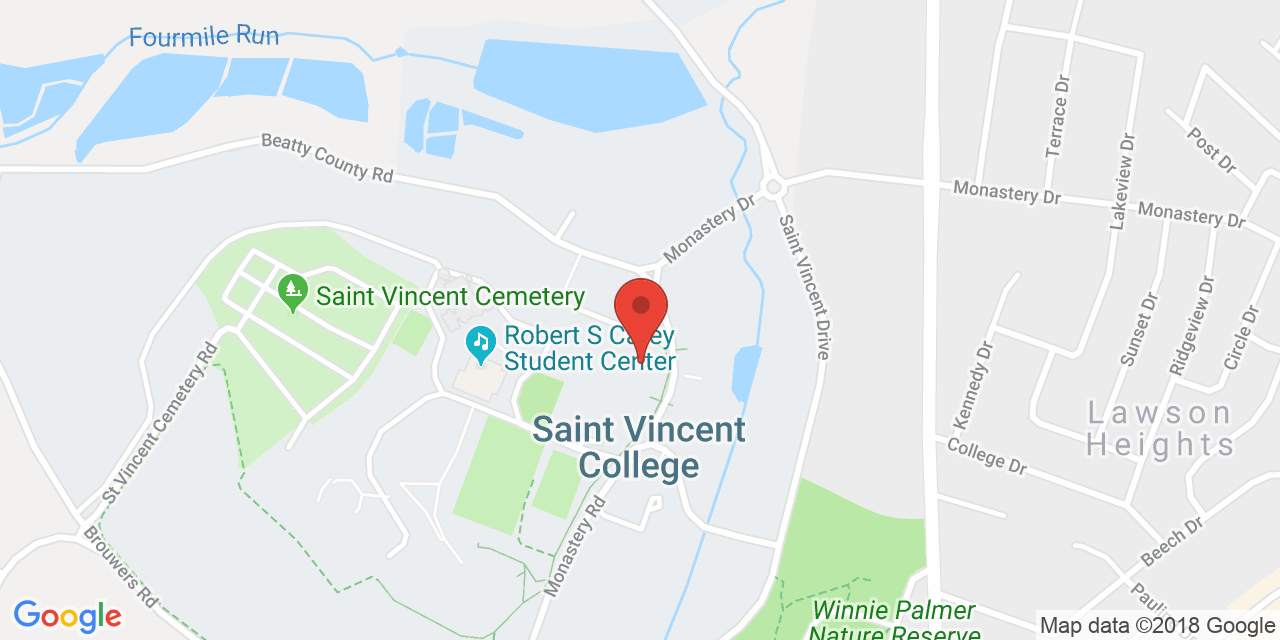 Fourmile Run
Beatty County Rd
Terrace Dr
Post Dr
Lakeview Dr
Monastery Dr
Monastery Dr
Monastery Dr
Saint Vincent Drive
Saint Vincent Cemetery
Robert S Carey
Student Center
Sunset Dr
Ridgeview Dr
Circle Dr
Kennedy Dr
St Vincent Cemetery Rd
Saint Vincent
College
Lawson
Heights
College Dr
Monastery Rd
Brouwers Rd
Beech Dr
Winnie Palmer
Nature Reserve
Google
Map data ©2018 Google